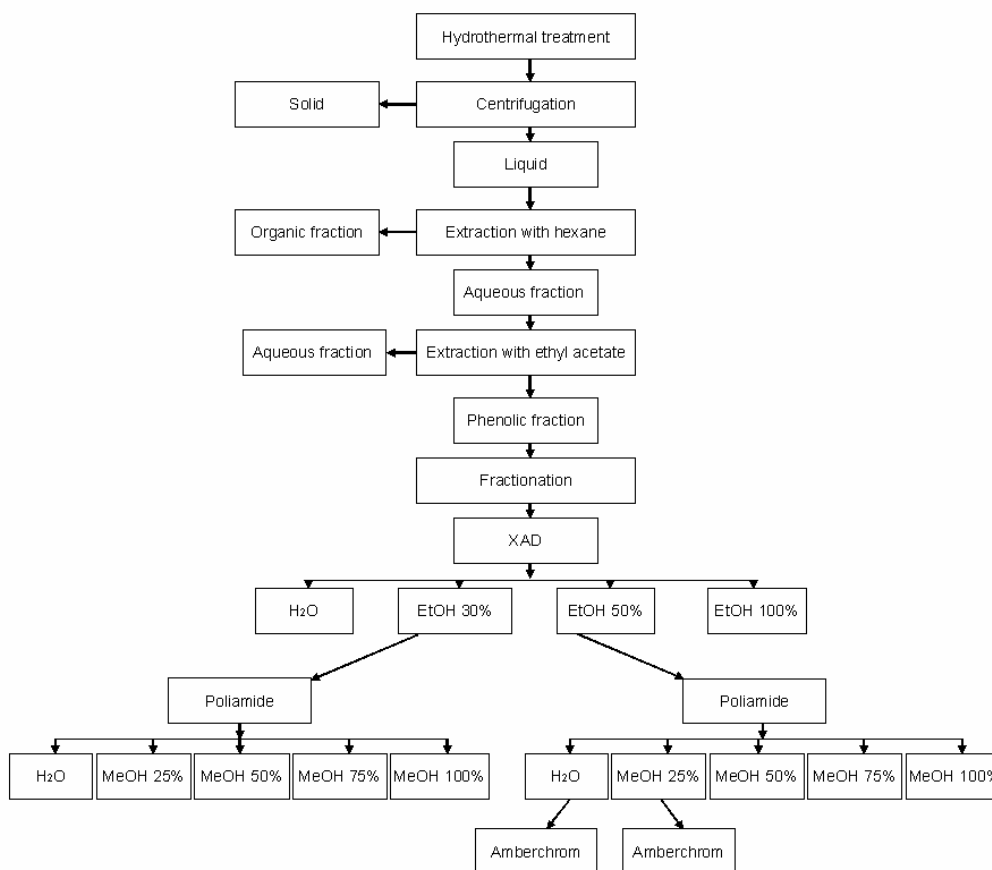 Hydrothermal treatment
Solid
Centrifugation
Liquid
Organic fraction
Extraction with hexane
Aqueous fraction
Aqueous fraction
Extraction with ethyl acetate
Phenolic fraction
Fractionation
XAD
H₂O
EtOH 30%
EtOH 50%
EtOH 100%
Poliamide
Poliamide
H₂O
MeOH 25%
MeOH 50%
MeOH 75%
MeOH 100%
H₂O
MeOH 25%
MeOH 50%
MeOH 75%
MeOH 100%
Amberchrom
Amberchrom